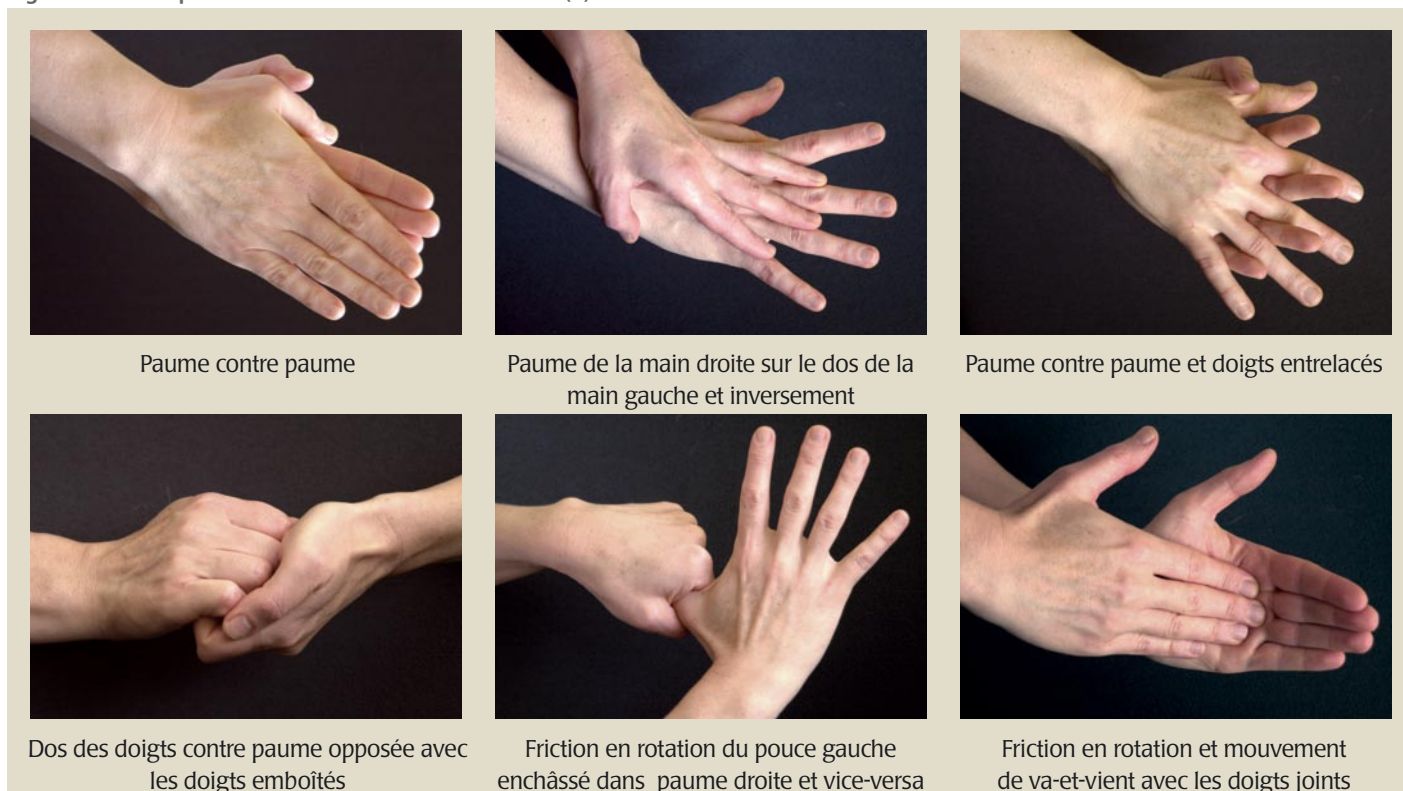 Paume contre paume
Paume de la main droite sur le dos de la
main gauche et inversement
Paume contre paume et doigts entrelacés
Dos des doigts contre paume opposée avec
les doigts emboîtés
Friction en rotation du pouce gauche
enchâssé dans paume droite et vice-versa
Friction en rotation et mouvement
de va-et-vient avec les doigts joints